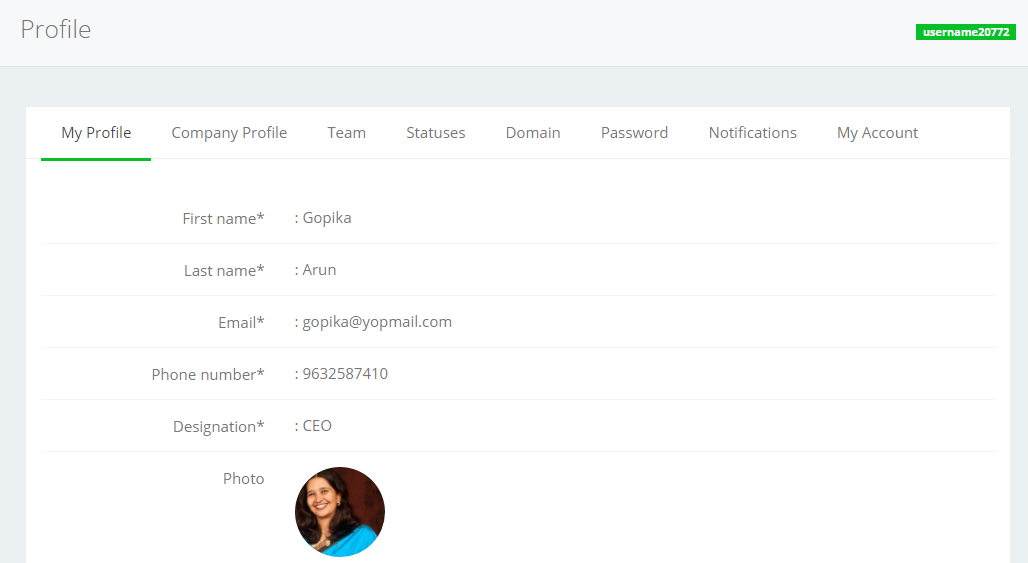 Profile
username20772
My Profile Company Profile Team Statuses Domain Password Notifications My Account
First name* : Gopika
Last name* : Arun
Email* : gopika@yopmail.com
Phone number* : 9632587410
Designation* : CEO
Photo